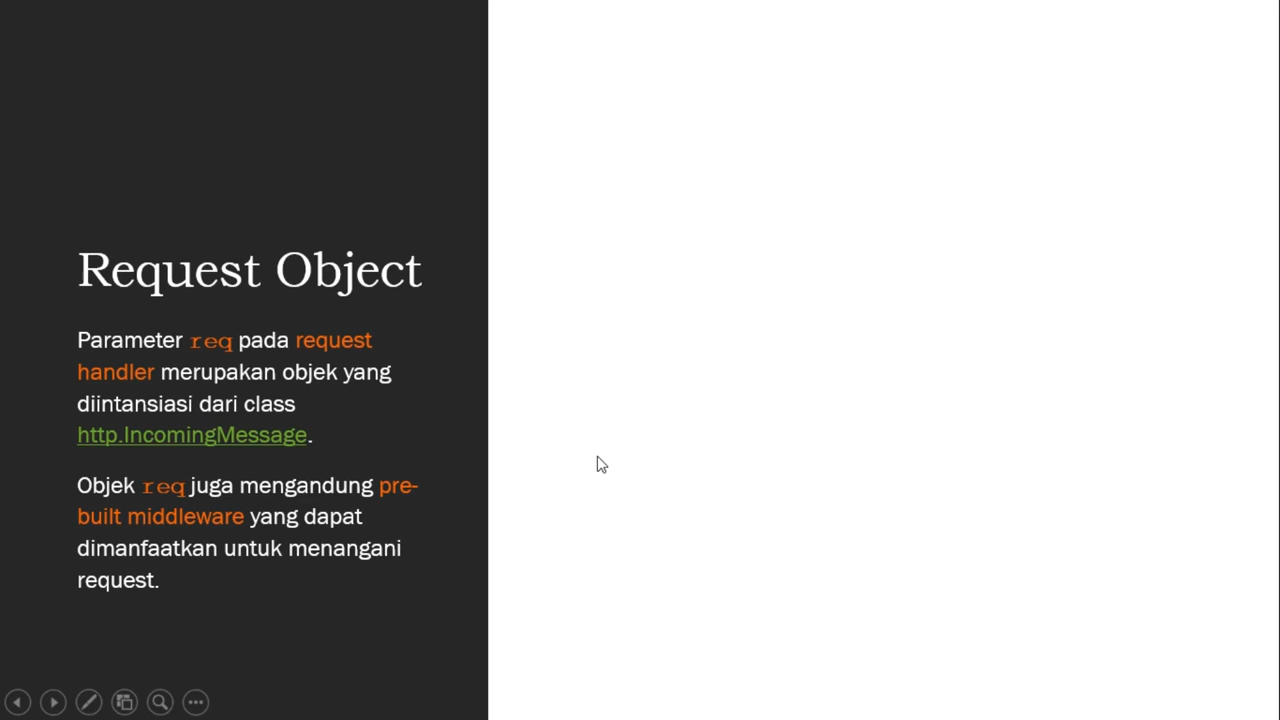 Request Object
Parameter req pada request
handler merupakan objek yang
diintansiasi dari class
http.IncomingMessage.
Objek req juga mengandung pre-
built middleware yang dapat
dimanfaatkan untuk menangani
request.